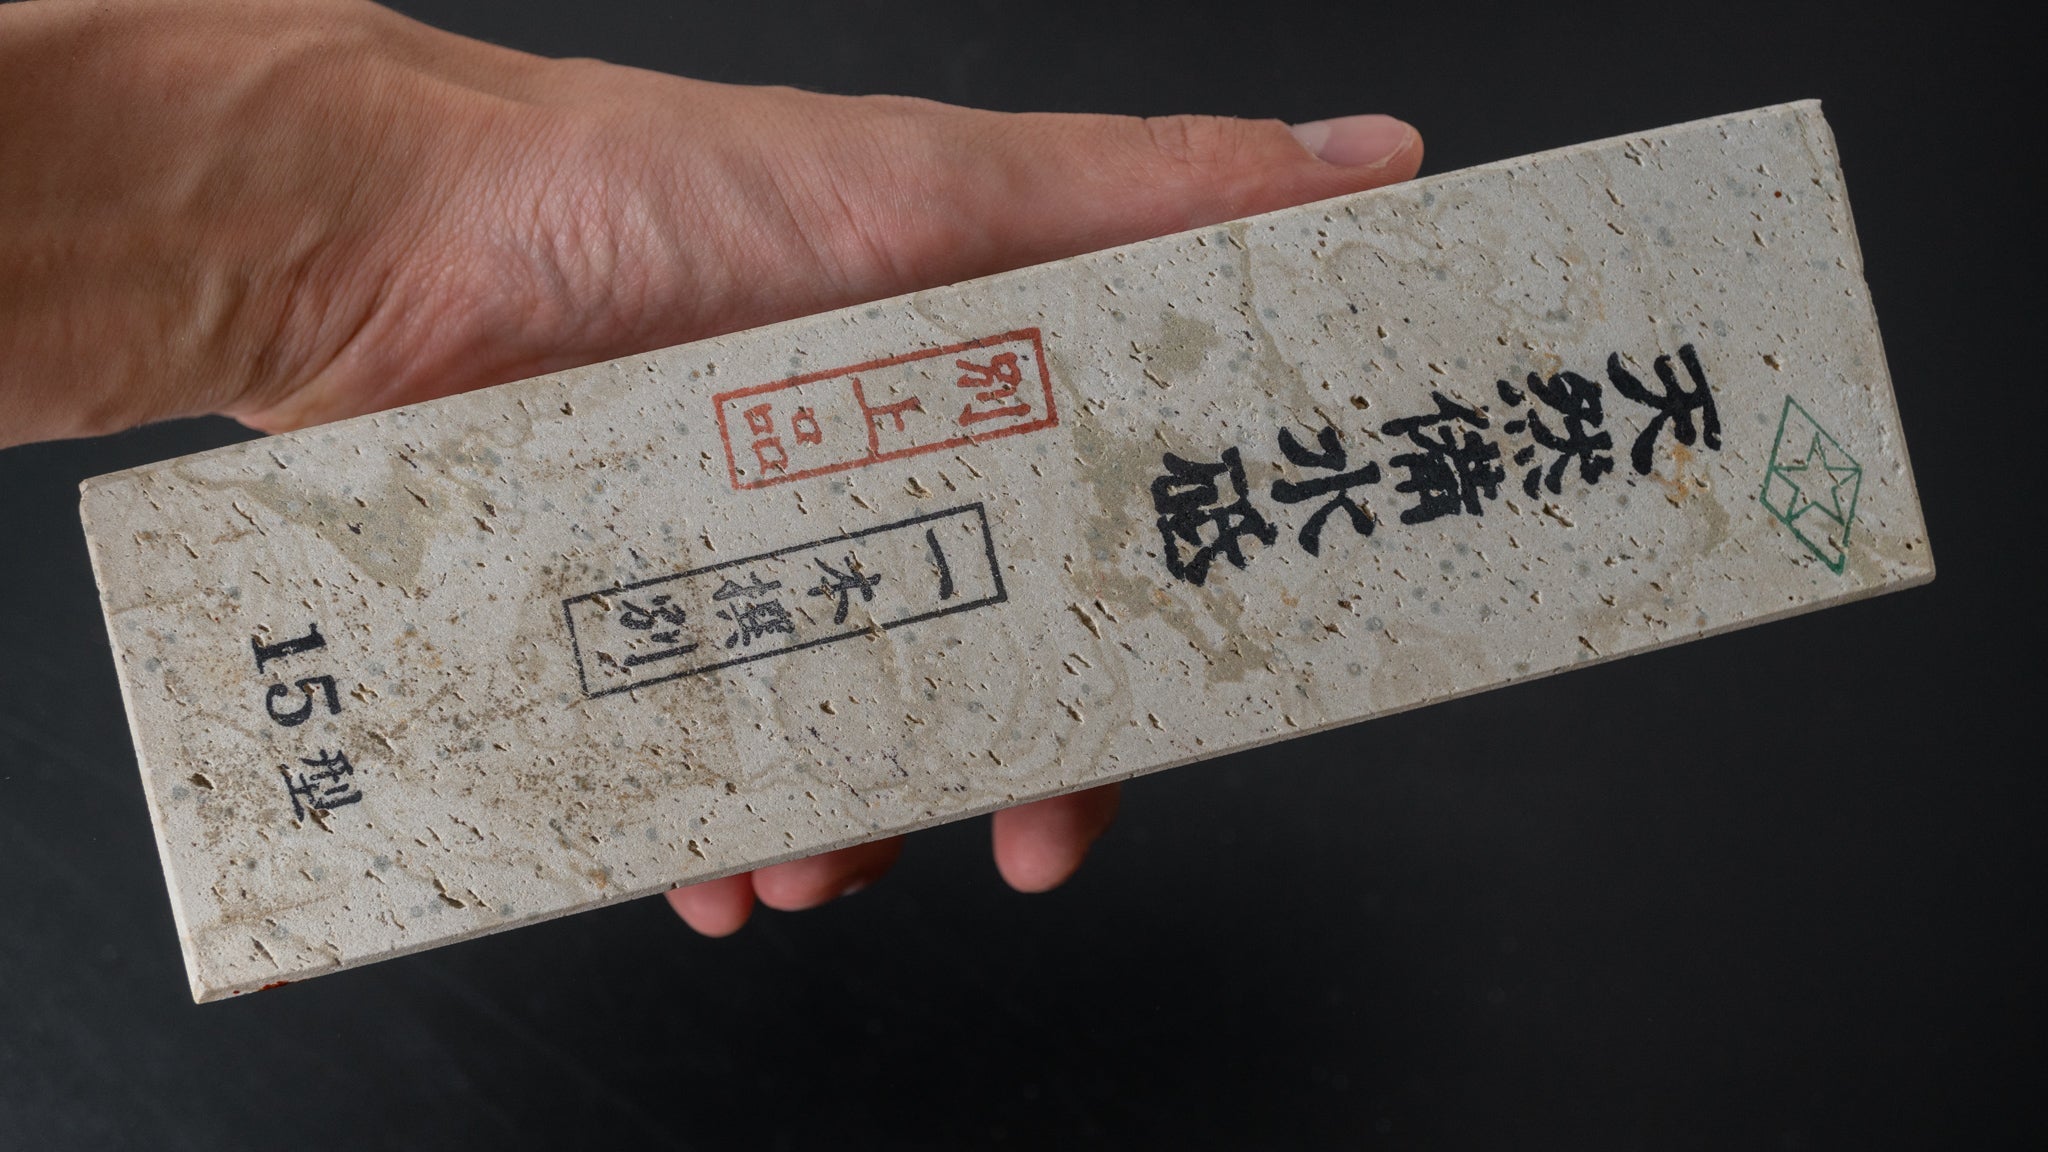 天然備水砥
一本撰別
別上品
15型